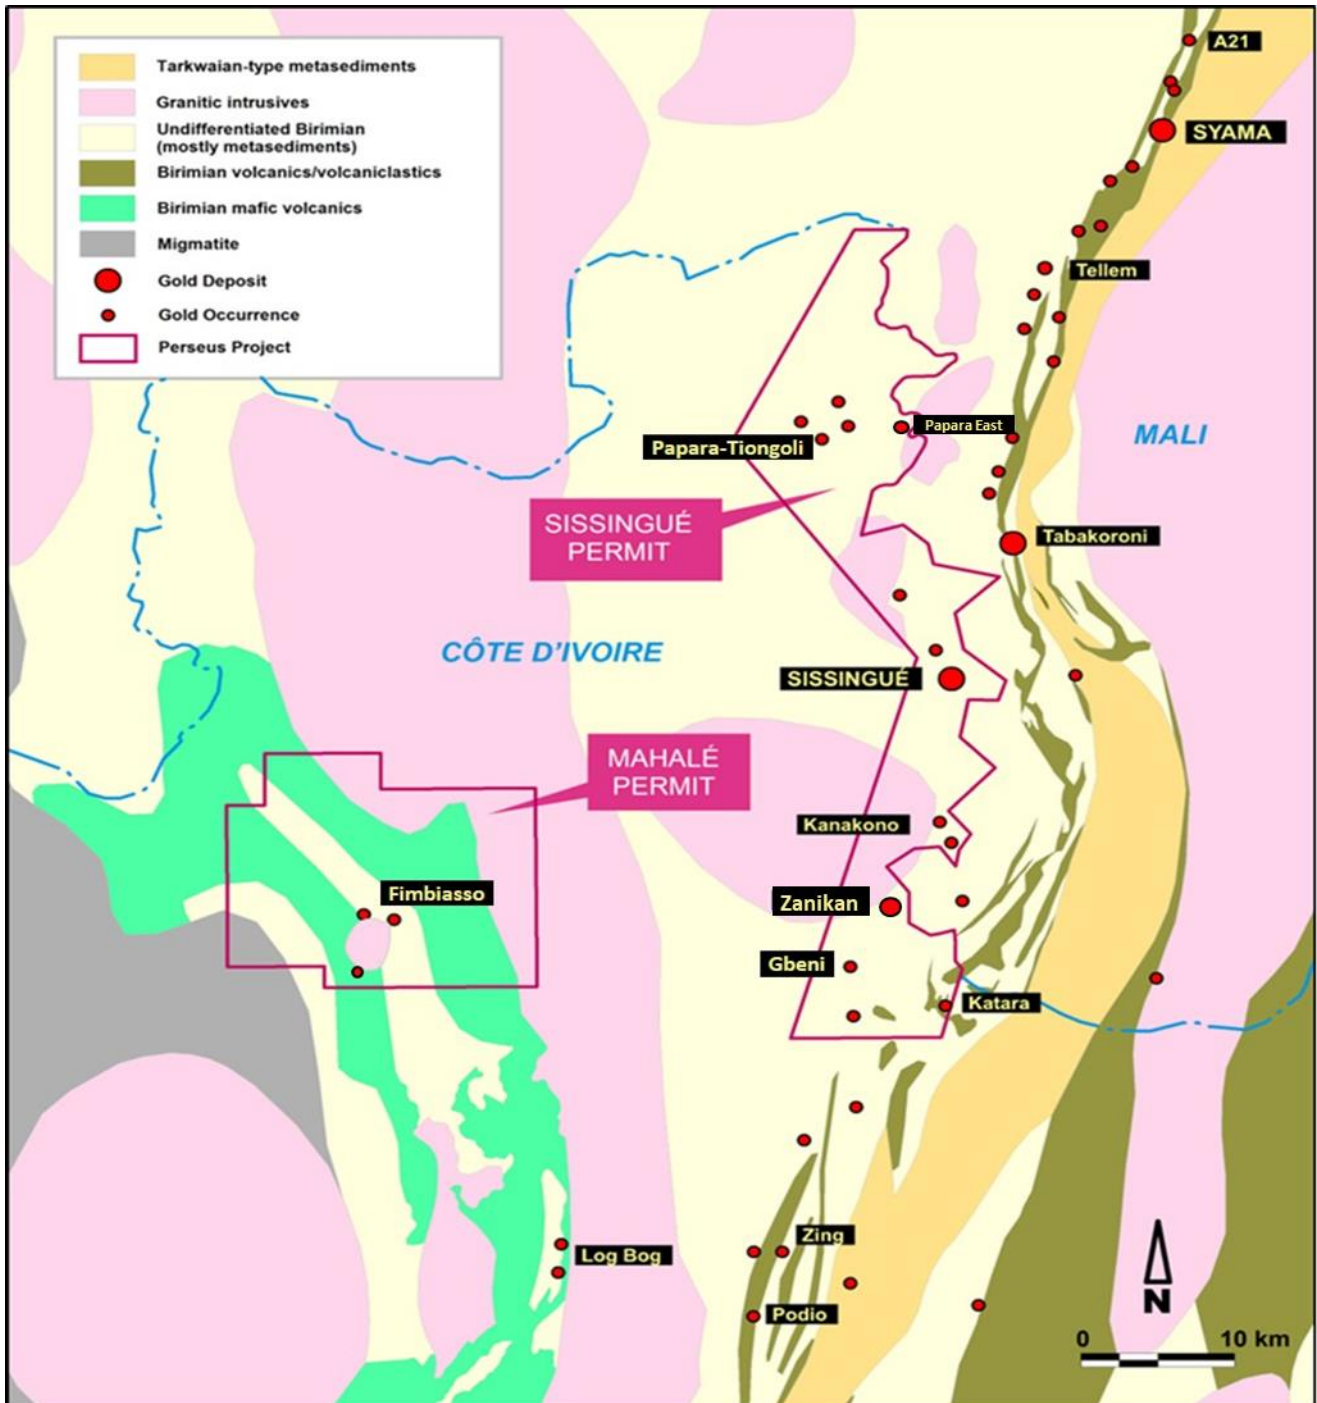 Tarkwaian-type metasediments
Granitic intrusives
Undifferentiated Birimian
(mostly metasediments)
Birimian volcanics/volcaniclastics
Birimian mafic volcanics
Migmatite
Gold Deposit
Gold Occurrence
Perseus Project
A21
SYAMA
Tellem
Papara East
MALI
Papara-Tiongoli
SISSINGUÉ
PERMIT
Tabakoroni
CÔTE D'IVOIRE
SISSINGUÉ
MAHALÉ
PERMIT
Kanakono
Fimbiasso
Zanikan
Gbeni
Katara
Zing
Log Bog
Podio
N
0 10 km